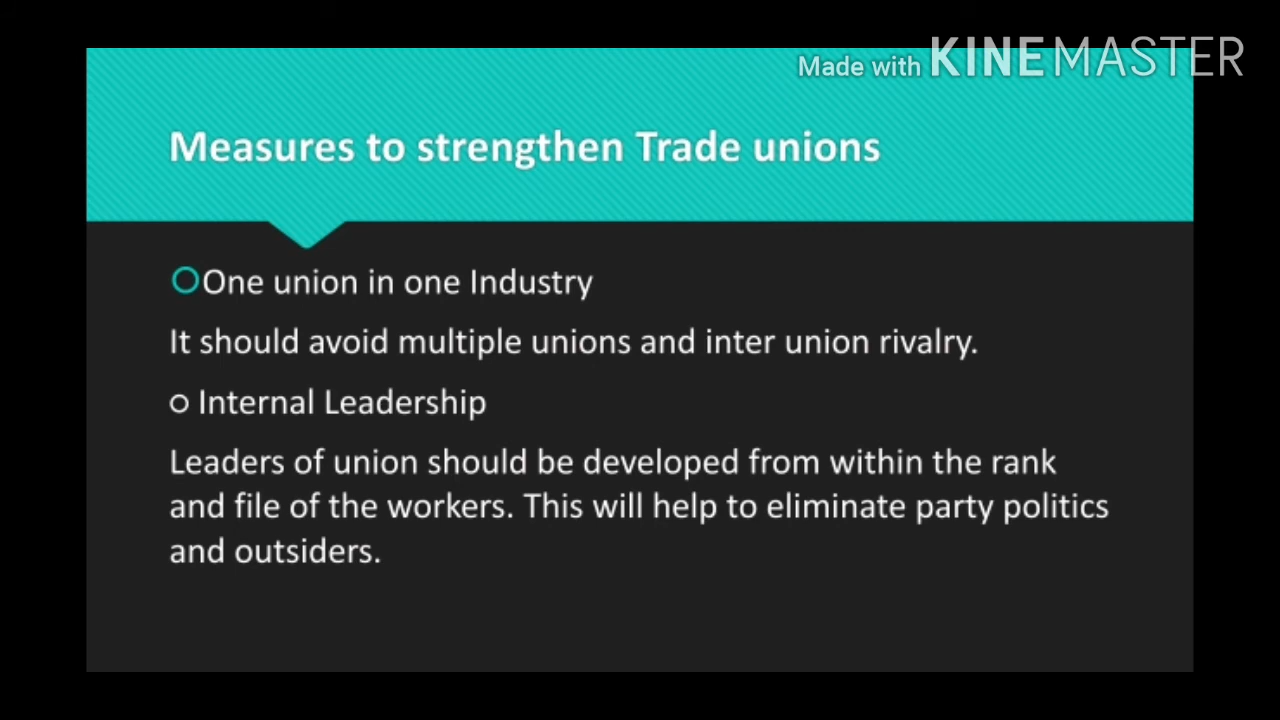 Made with KINEMASTER
Measures to strengthen Trade unions
One union in one Industry
It should avoid multiple unions and inter union rivalry.
Internal Leadership
Leaders of union should be developed from within the rank
and file of the workers. This will help to eliminate party politics
and outsiders.